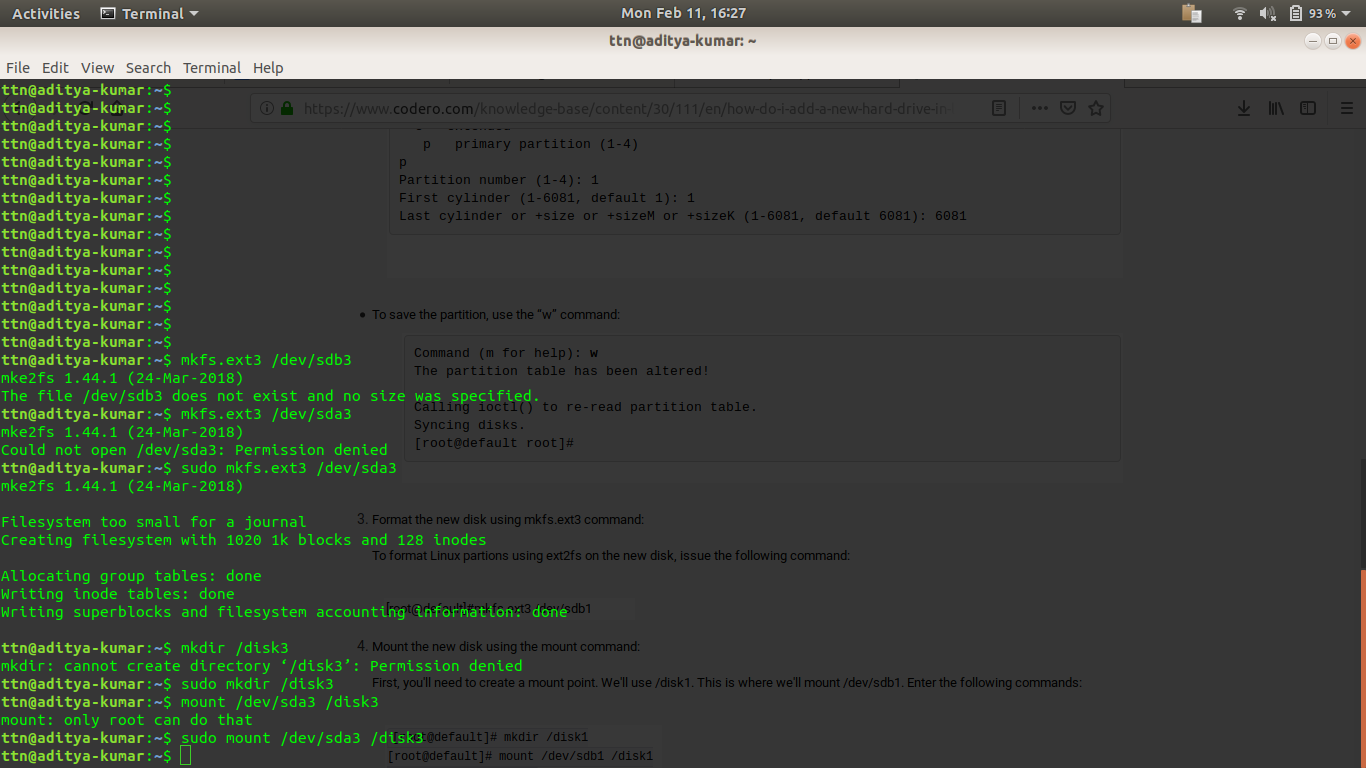 Activities Terminal Mon Feb 11, 16:27 93%
ttn@aditya-kumar: ~
File Edit View Search Terminal Help
ttn@aditya-kumar:~$
https://www.codero.com/knowledge-base/content/30/111/en/how-do-i-add-a-new-hard-drive-in-
ttn@aditya-kumar:~$
ttn@aditya-kumar:~$
e extended
ttn@aditya-kumar:~$
p primary partition (1-4)
ttn@aditya-kumar:~$
p
ttn@aditya-kumar:~$
Partition number (1-4): 1
ttn@aditya-kumar:~$
First cylinder (1-6081, default 1): 1
ttn@aditya-kumar:~$
Last cylinder or +size or +sizeM or +sizeK (1-6081, default 6081): 6081
ttn@aditya-kumar:~$
ttn@aditya-kumar:~$
ttn@aditya-kumar:~$
ttn@aditya-kumar:~$
ttn@aditya-kumar:~$
ttn@aditya-kumar:~$
• To save the partition, use the “w” command:
ttn@aditya-kumar:~$
ttn@aditya-kumar:~$
ttn@aditya-kumar:~$ mkfs.ext3 /dev/sdb3
Command (m for help): w
mke2fs 1.44.1 (24-Mar-2018)
The partition table has been altered!
The file /dev/sdb3 does not exist and no size was specified.
ttn@aditya-kumar:~$ mkfs.ext3 /dev/sda3
Calling ioctl() to re-read partition table.
mke2fs 1.44.1 (24-Mar-2018)
Syncing disks.
Could not open /dev/sda3: Permission denied
[root@default root]#
ttn@aditya-kumar:~$ sudo mkfs.ext3 /dev/sda3
mke2fs 1.44.1 (24-Mar-2018)
Filesystem too small for a journal
3. Format the new disk using mkfs.ext3 command:
Creating filesystem with 1020 1k blocks and 128 inodes
To format Linux partions using ext2fs on the new disk, issue the following command:
Allocating group tables: done
Writing inode tables: done
[root@default]#mkfs.ext3 /dev/sdb1
Writing superblocks and filesystem accounting information: done
ttn@aditya-kumar:~$ mkdir /disk3
4. Mount the new disk using the mount command:
mkdir: cannot create directory ‘/disk3’: Permission denied
ttn@aditya-kumar:~$ sudo mkdir /disk3
First, you'll need to create a mount point. We'll use /disk1. This is where we'll mount /dev/sdb1. Enter the following commands:
ttn@aditya-kumar:~$ mount /dev/sda3 /disk3
mount: only root can do that
ttn@aditya-kumar:~$ sudo mount /dev/sda3 /disk3
[root@default]# mkdir /disk1
ttn@aditya-kumar:~$
[root@default]# mount /dev/sdb1 /disk1